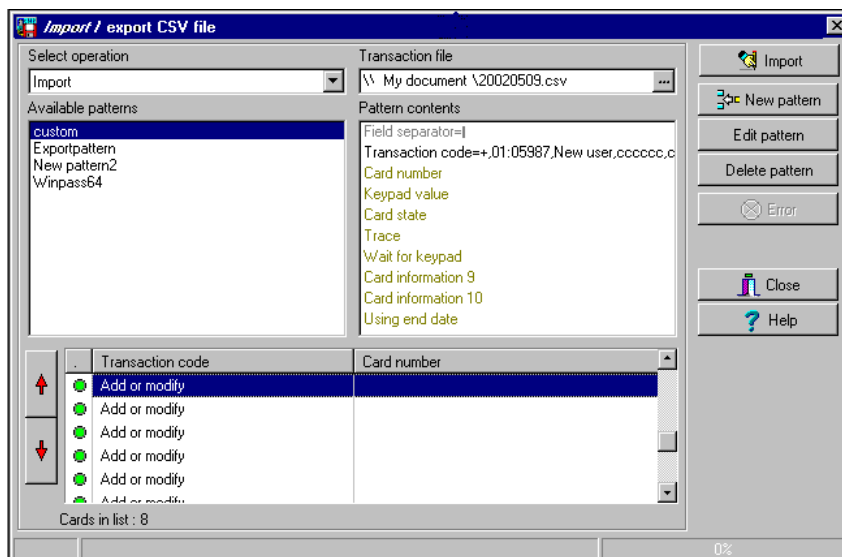 Import / export CSV file
Select operation
Import
Transaction file
\\ My document \20020509.csv ...
Available patterns
custom
Exportpattern
New pattern2
Winpass64
Pattern contents
Field separator=|
Transaction code=+,01:05987,New user,cccccc,c
Card number
Keypad value
Card state
Trace
Wait for keypad
Card information 9
Card information 10
Using end date
Import
New pattern
Edit pattern
Delete pattern
Error
Close
Help
. Transaction code Card number
Add or modify
Add or modify
Add or modify
Add or modify
Add or modify
Add or modify
Cards in list : 8
0%